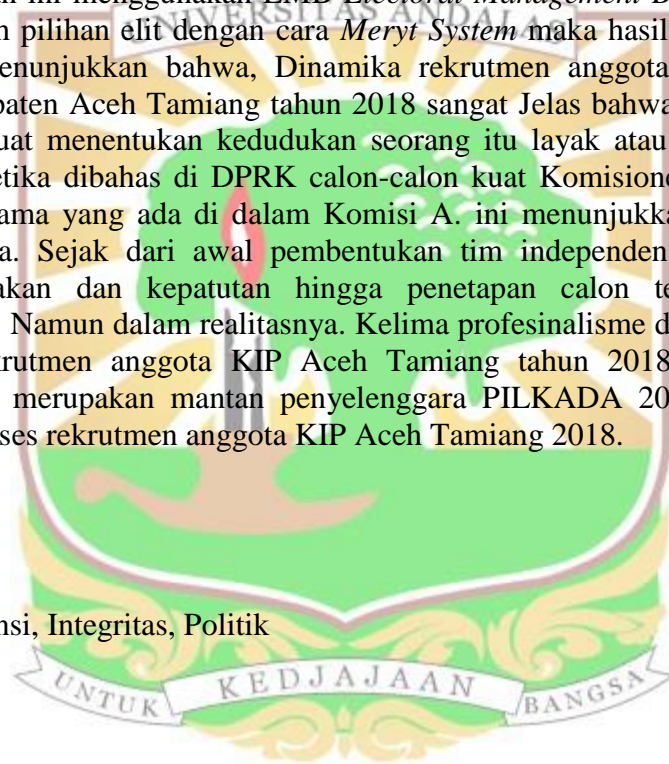 ini menggunakan EMB Electoral Management B
UNIVERSITAS ANDALAS
pilihan elit dengan cara Meryt System maka hasil
enunjukkan bahwa, Dinamika rekrutmen anggota
paten Aceh Tamiang tahun 2018 sangat Jelas bahwa
uat menentukan kedudukan seorang itu layak atau
etika dibahas di DPRK calon-calon kuat Komisione
ama yang ada di dalam Komisi A. ini menunjukka
a. Sejak dari awal pembentukan tim independen
akan dan kepatutan hingga penetapan calon te
Namun dalam realitasnya. Kelima profesinalisme d
krutmen anggota KIP Aceh Tamiang tahun 2018
merupakan mantan penyelenggara PILKADA 20
ses rekrutmen anggota KIP Aceh Tamiang 2018.
nsi, Integritas, Politik
UNTUK KEDJAJAAN BANGSA